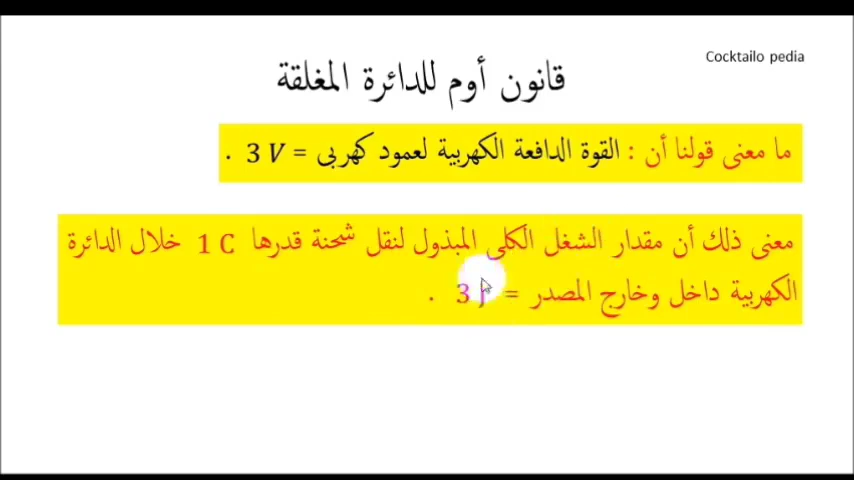 Cocktailo pedia
قانون أوم للدائرة المغلقة
ما معنى قولنا أن : القوة الدافعة الكهربية لعمود كهربى = 3 V .
معنى ذلك أن مقدار الشغل الكلى المبذول لنقل شحنة قدرها 1 C خلال الدائرة
الكهربية داخل وخارج المصدر = 3 J .